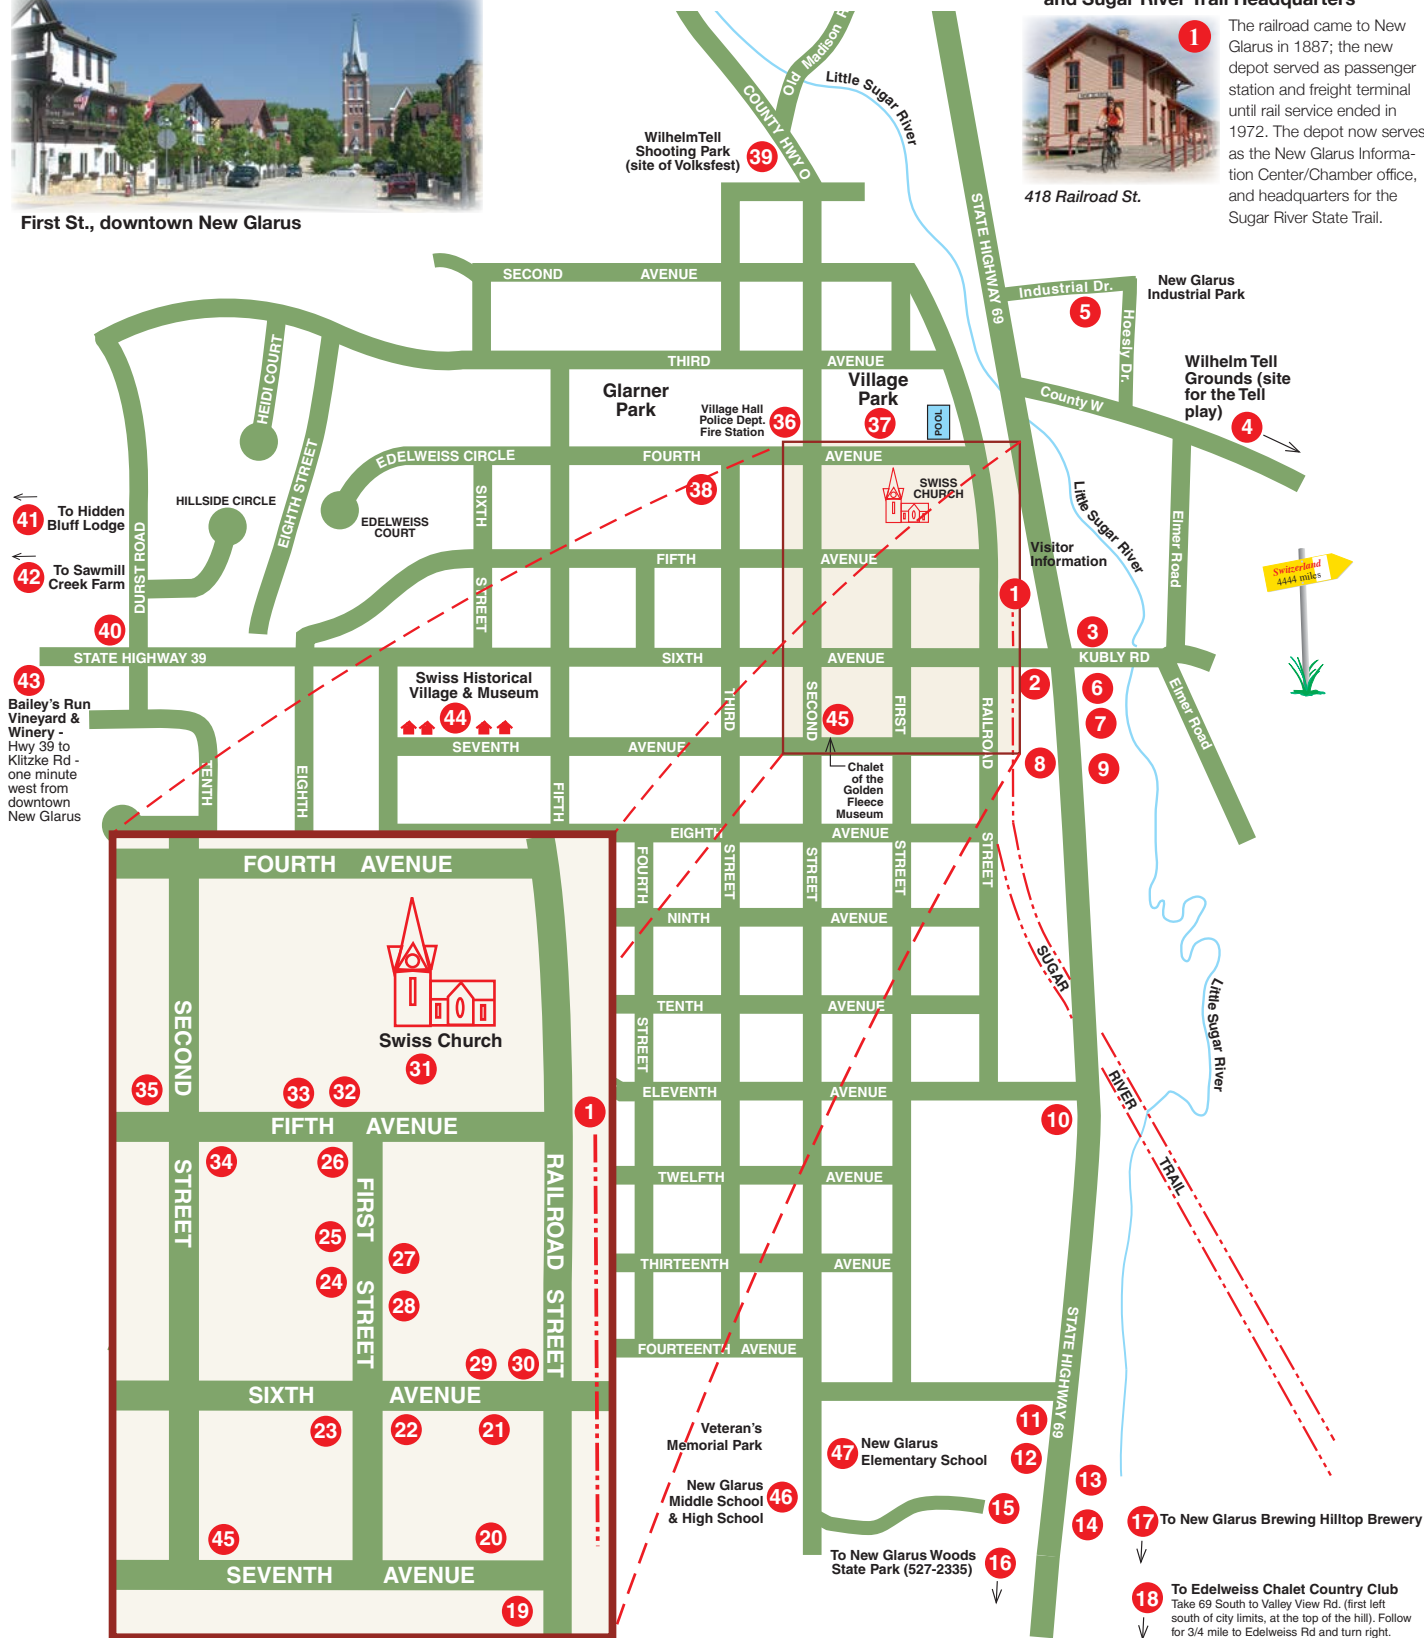 and Sugar River Trail Headquarters
1
The railroad came to New
Glarus in 1887; the new
depot served as passenger
station and freight terminal
until rail service ended in
1972. The depot now serves
as the New Glarus Informa-
tion Center/Chamber office,
and headquarters for the
Sugar River State Trail.
418 Railroad St.
First St., downtown New Glarus
Old Madison
COUNTY HWY O
Little Sugar River
STATE HIGHWAY 69
Wilhelm Tell
Shooting Park
(site of Volksfest)
39
SECOND AVENUE
Industrial Dr.
5
Hoesly Dr.
New Glarus
Industrial Park
County W
Wilhelm Tell
Grounds (site
for the Tell
play)
4
THIRD AVENUE
Glarner
Park
Village
Park
37
POOL
Village Hall
Police Dept.
Fire Station
36
HEIDI COURT
EIGHTH STREET
HILLSIDE CIRCLE
EDELWEISS CIRCLE
EDELWEISS
COURT
FOURTH AVENUE
38
SWISS
CHURCH
SIXTH
STREET
FIFTH AVENUE
Visitor
Information
1
Little Sugar River
Elmer Road
Switzerland
4444 miles
41
To Hidden
Bluff Lodge
42
To Sawmill
Creek Farm
DURST ROAD
40
STATE HIGHWAY 39
SIXTH AVENUE
3
KUBLY RD
Elmer Road
43
Bailey's Run
Vineyard &
Winery -
Hwy 39 to
Klitzke Rd -
one minute
west from
downtown
New Glarus
Swiss Historical
Village & Museum
44
THIRD
SECOND
45
FIRST
RAILROAD
2
6
7
8
9
SEVENTH AVENUE
TENTH
EIGHTH
FIFTH
Chalet
of the
Golden
Fleece
Museum
EIGHTH AVENUE
FOURTH
STREET
STREET
STREET
STREET
STREET
NINTH AVENUE
SUGAR
RIVER
TRAIL
Little Sugar River
TENTH AVENUE
ELEVENTH AVENUE
10
TWELFTH AVENUE
THIRTEENTH AVENUE
FOURTEENTH AVENUE
STATE HIGHWAY 69
FOURTH AVENUE
SECOND
STREET
Swiss Church
31
35
33
32
1
FIFTH AVENUE
34
26
FIRST
STREET
RAILROAD
STREET
25
27
24
28
29
30
SIXTH AVENUE
23
22
21
45
20
SEVENTH AVENUE
19
Veteran's
Memorial Park
11
47
New Glarus
Elementary School
12
13
New Glarus
Middle School
& High School
46
15
14
17
To New Glarus Brewing Hilltop Brewery
To New Glarus Woods
State Park (527-2335)
16
18
To Edelweiss Chalet Country Club
Take 69 South to Valley View Rd. (first left
south of city limits, at the top of the hill). Follow
for 3/4 mile to Edelweiss Rd and turn right.